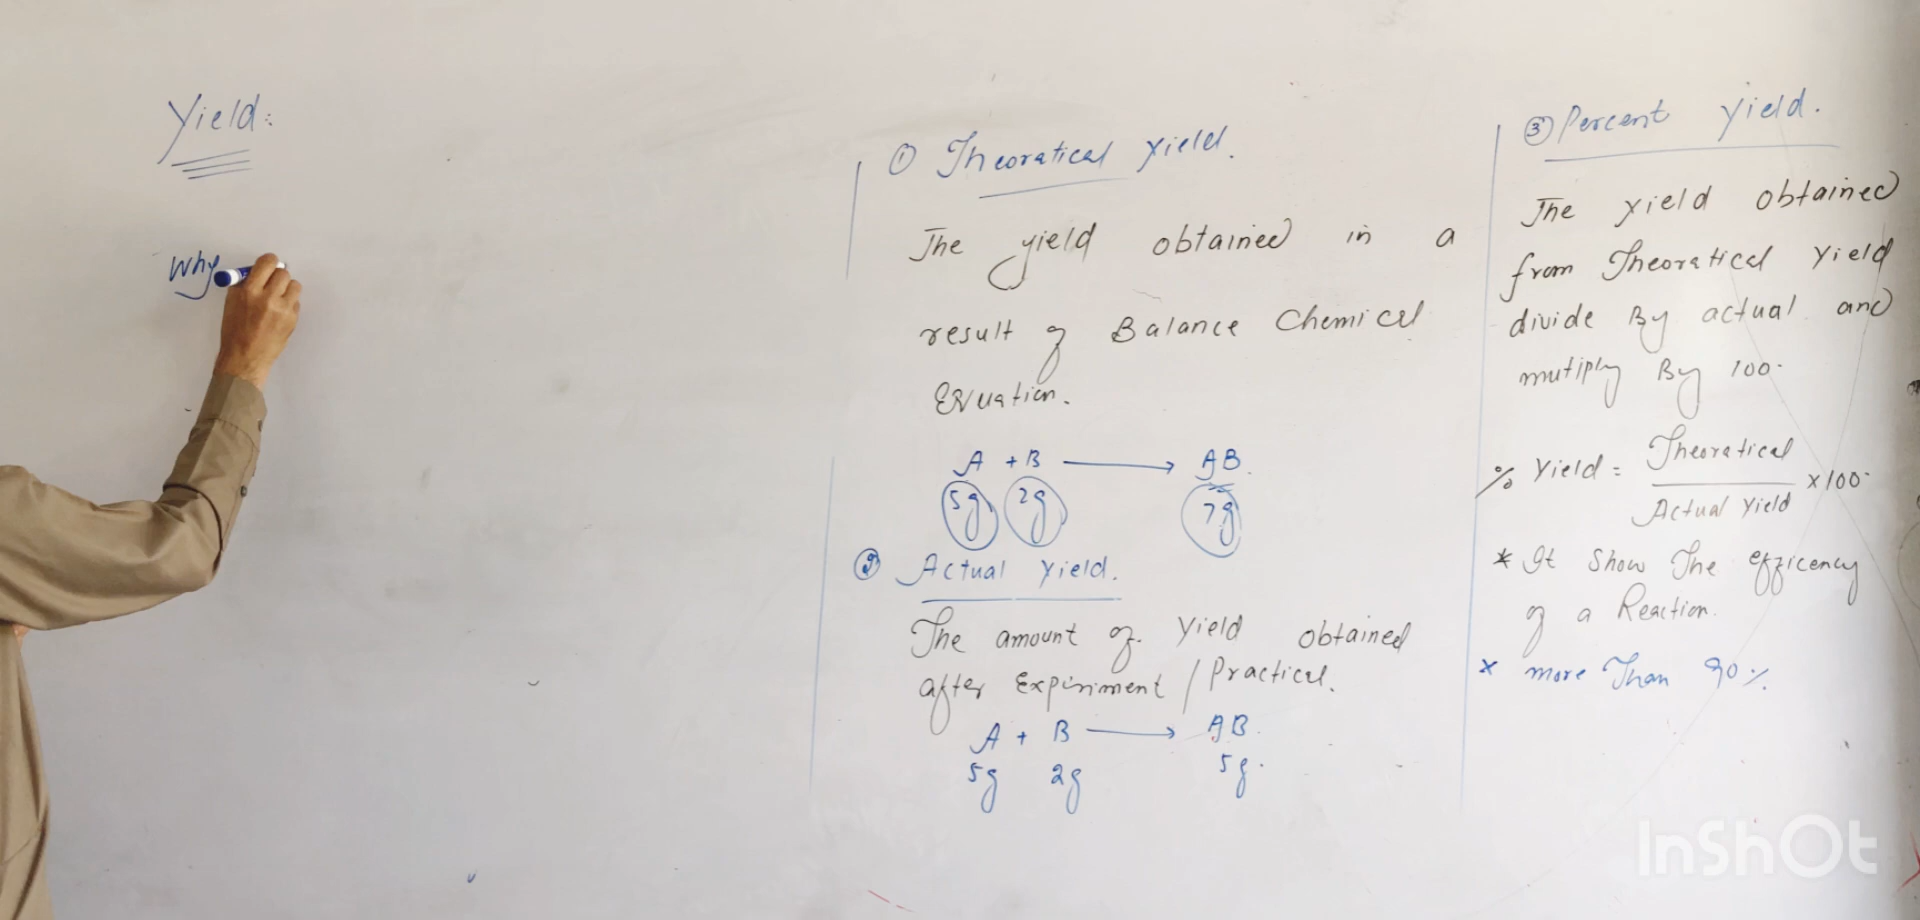 Yield:
Why
① Theoratical Yield.
The yield obtained in a
result of Balance Chemical
Equation.
A + B → AB.
5g 2g 7g
② Actual Yield.
The amount of Yield obtained
after Expiriment / Practical.
A + B → AB.
5g 2g 5g.
③ Percent Yield.
The yield obtained
from Theoratical Yield
divide By actual and
mutiply By 100.
% Yield = Theoratical / Actual Yield × 100.
* It Show The efficency
of a Reaction.
* more Than 90 %.
InShOt